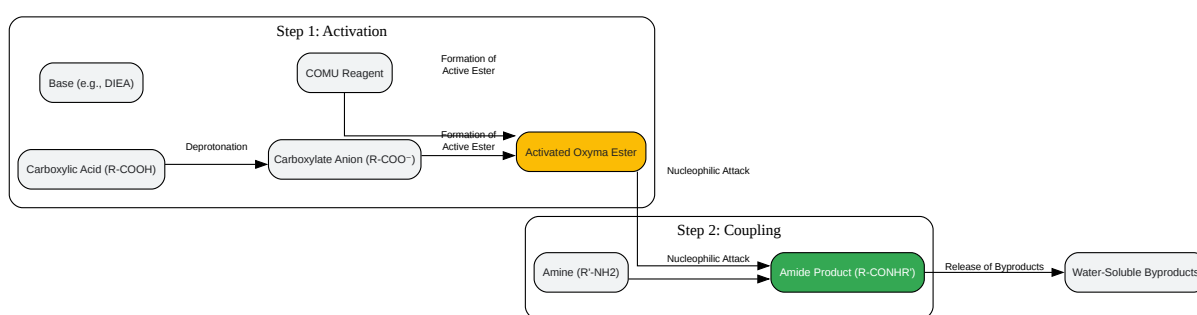 Step 1: Activation
Formation of
Active Ester
COMU Reagent
Base (e.g., DIEA)
Formation of
Active Ester
Deprotonation
Carboxylic Acid (R-COOH)
Carboxylate Anion (R-COO⁻)
Activated Oxyma Ester
Nucleophilic Attack
Step 2: Coupling
Nucleophilic Attack
Amine (R'-NH2)
Amide Product (R-CONHR')
Release of Byproducts
Water-Soluble Byproducts